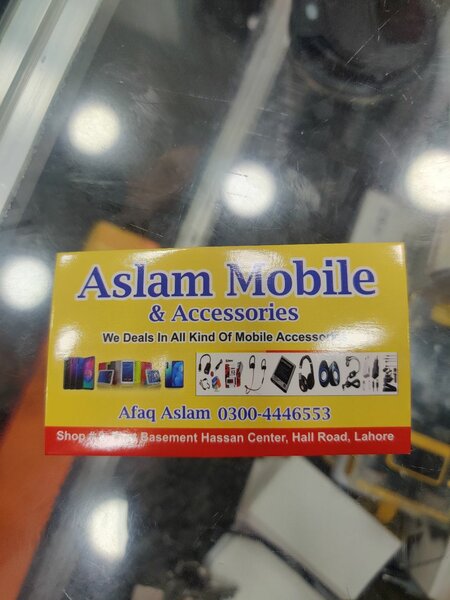 Aslam Mobile
& Accessories
We Deals In All Kind Of Mobile
Afaq Aslam 0300-4446553
Shop # Basement Hassan Center, Hall Road, Lahore